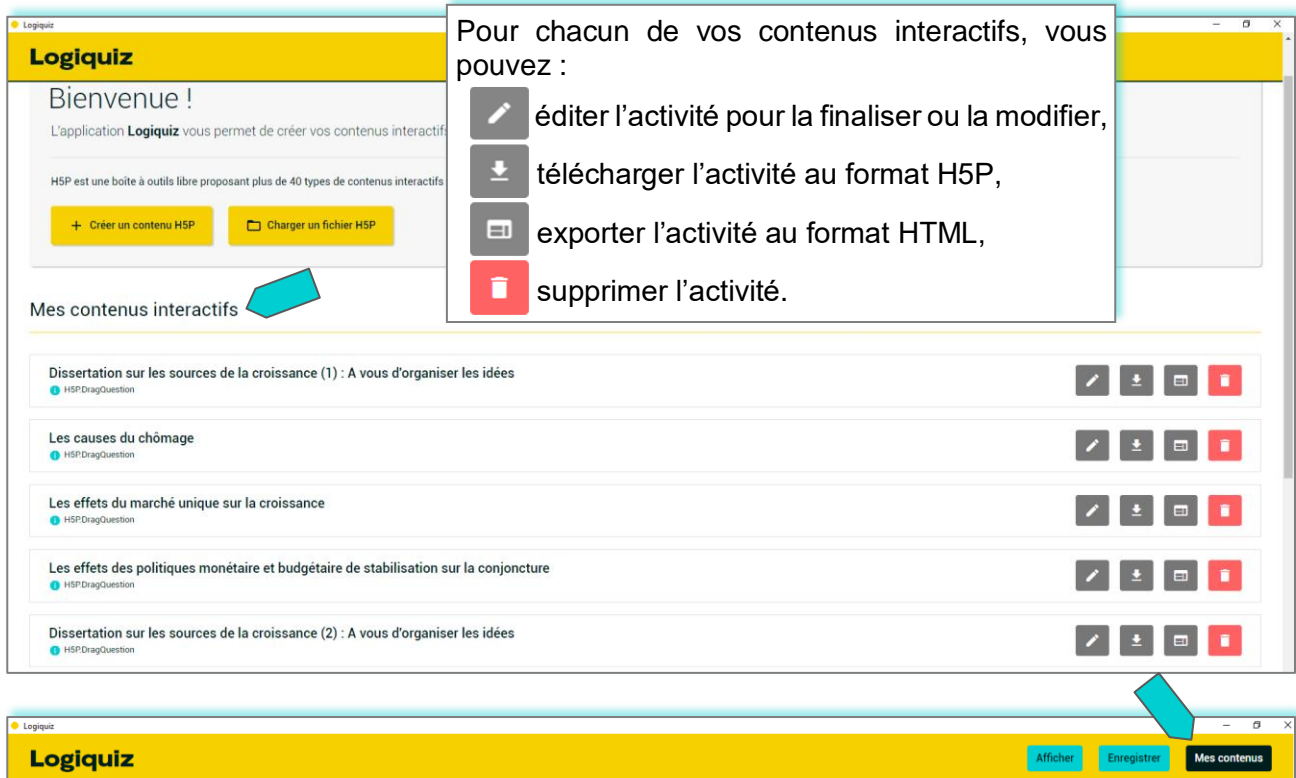 Logiquiz
Logiquiz
Bienvenue !
L'application Logiquiz vous permet de créer vos contenus interactifs
H5P est une boîte à outils libre proposant plus de 40 types de contenus interactifs
+ Créer un contenu H5P
Charger un fichier H5P
Pour chacun de vos contenus interactifs, vous
pouvez :
éditer l'activité pour la finaliser ou la modifier,
télécharger l'activité au format H5P,
exporter l'activité au format HTML,
supprimer l'activité.
Mes contenus interactifs
Dissertation sur les sources de la croissance (1) : A vous d'organiser les idées
H5P.DragQuestion
Les causes du chômage
H5P.DragQuestion
Les effets du marché unique sur la croissance
H5P.DragQuestion
Les effets des politiques monétaire et budgétaire de stabilisation sur la conjoncture
H5P.DragQuestion
Dissertation sur les sources de la croissance (2) : A vous d'organiser les idées
H5P.DragQuestion
Logiquiz
Logiquiz
Afficher
Enregistrer
Mes contenus